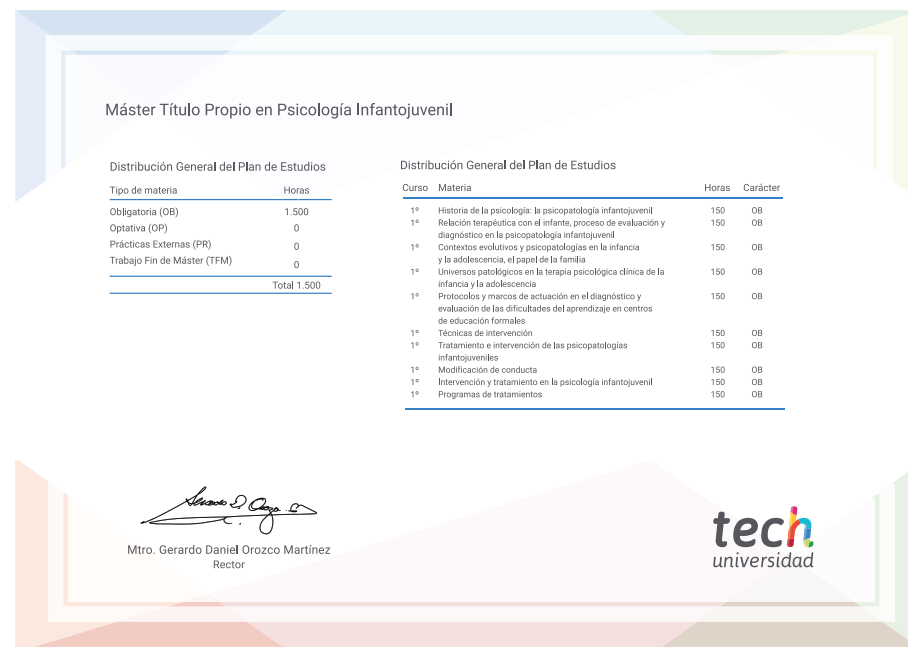 Máster Título Propio en Psicología Infantojuvenil
Distribución General del Plan de Estudios
Tipo de materia Horas
Obligatoria (OB) 1.500
Optativa (OP) 0
Prácticas Externas (PR) 0
Trabajo Fin de Máster (TFM) 0
Total 1.500
Distribución General del Plan de Estudios
Curso Materia Horas Carácter
1º Historia de la psicología: la psicopatología infantojuvenil 150 OB
1º Relación terapéutica con el infante, proceso de evaluación y 150 OB
diagnóstico en la psicopatología infantojuvenil
1º Contextos evolutivos y psicopatologías en la infancia 150 OB
y la adolescencia, el papel de la familia
1º Universos patológicos en la terapia psicológica clínica de la 150 OB
infancia y la adolescencia
1º Protocolos y marcos de actuación en el diagnóstico y 150 OB
evaluación de las dificultades del aprendizaje en centros
de educación formales
1º Técnicas de intervención 150 OB
1º Tratamiento e intervención de las psicopatologías 150 OB
infantojuveniles
1º Modificación de conducta 150 OB
1º Intervención y tratamiento en la psicología infantojuvenil 150 OB
1º Programas de tratamientos 150 OB
Mtro. Gerardo Daniel Orozco Martínez
Rector
tech
universidad